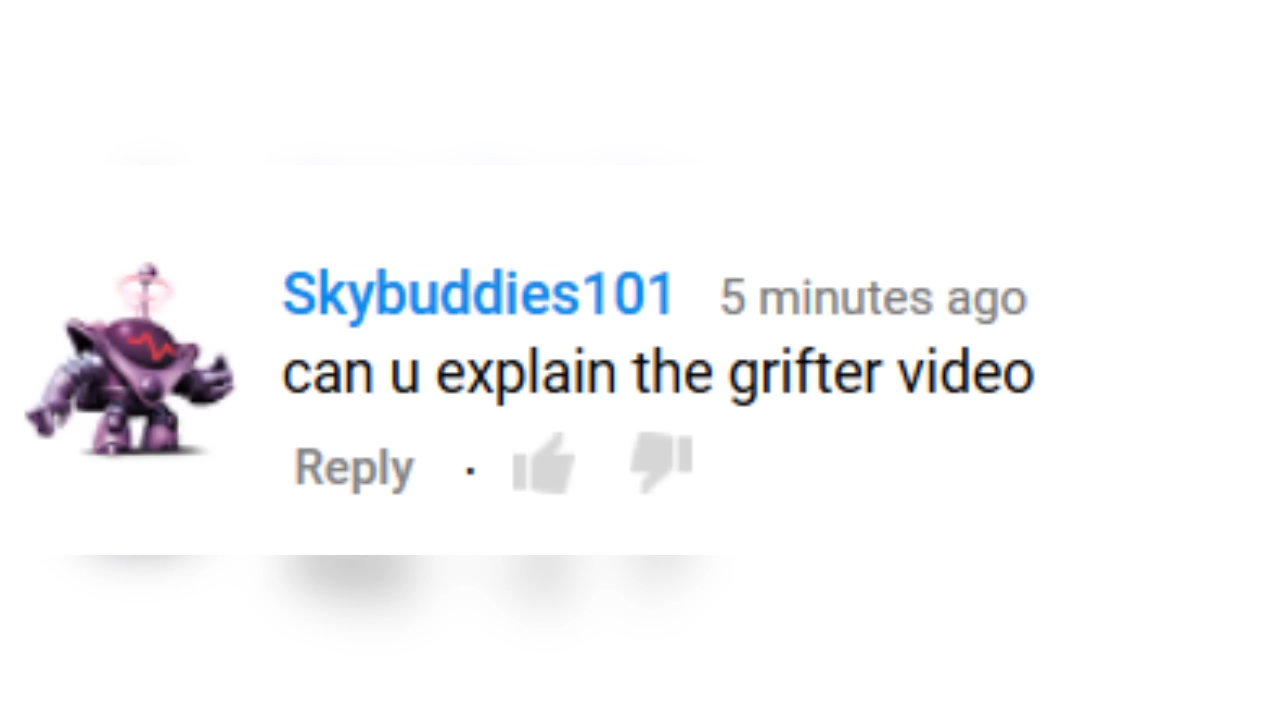 Skybuddies101 5 minutes ago
can u explain the grifter video
Reply ·